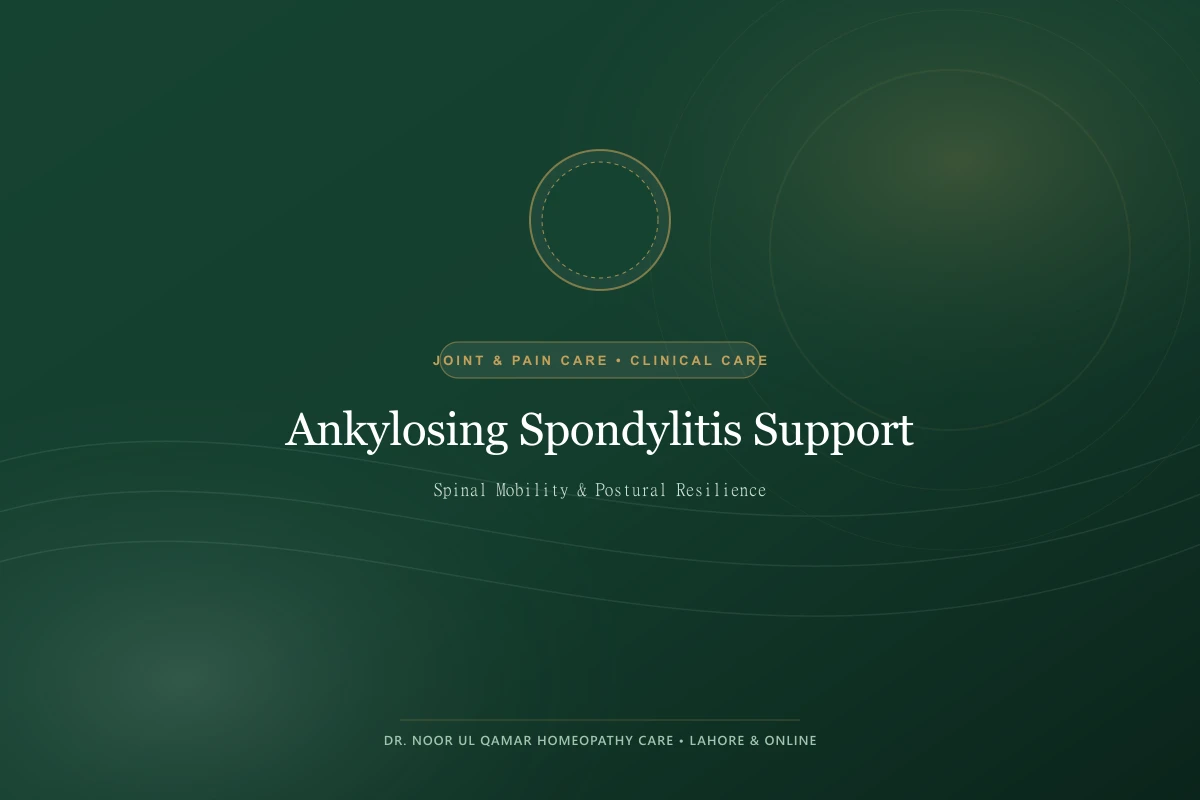 JOINT & PAIN CARE • CLINICAL CARE
Ankylosing Spondylitis Support
Spinal Mobility & Postural Resilience
DR. NOOR UL QAMAR HOMEOPATHY CARE • LAHORE & ONLINE